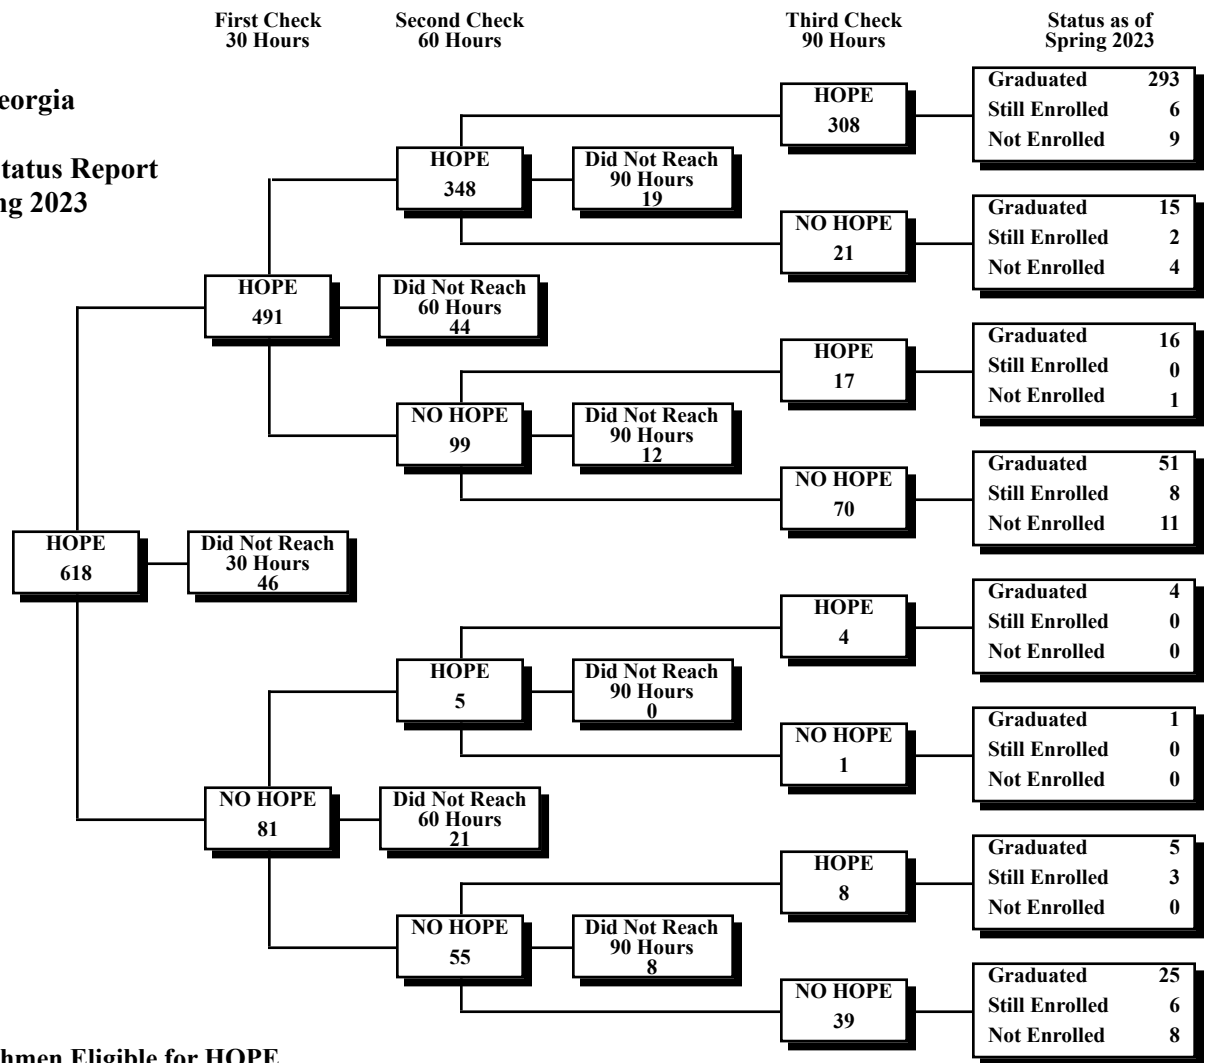 First Check
30 Hours
Second Check
60 Hours
Third Check
90 Hours
Status as of
Spring 2023
HOPE
308
Graduated 293
Still Enrolled 6
Not Enrolled 9
HOPE
348
Did Not Reach
90 Hours
19
NO HOPE
21
Graduated 15
Still Enrolled 2
Not Enrolled 4
HOPE
491
Did Not Reach
60 Hours
44
HOPE
17
Graduated 16
Still Enrolled 0
Not Enrolled 1
NO HOPE
99
Did Not Reach
90 Hours
12
NO HOPE
70
Graduated 51
Still Enrolled 8
Not Enrolled 11
HOPE
618
Did Not Reach
30 Hours
46
HOPE
4
Graduated 4
Still Enrolled 0
Not Enrolled 0
HOPE
5
Did Not Reach
90 Hours
0
NO HOPE
1
Graduated 1
Still Enrolled 0
Not Enrolled 0
NO HOPE
81
Did Not Reach
60 Hours
21
HOPE
8
Graduated 5
Still Enrolled 3
Not Enrolled 0
NO HOPE
55
Did Not Reach
90 Hours
8
NO HOPE
39
Graduated 25
Still Enrolled 6
Not Enrolled 8
Report
2023
Eligible for HOPE